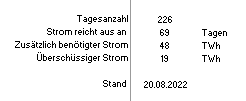 Tagesanzahl 226
Strom reicht aus an 69 Tagen
Zusätzlich benötigter Strom 48 TWh
Überschüssiger Strom 19 TWh
Stand 20.08.2022